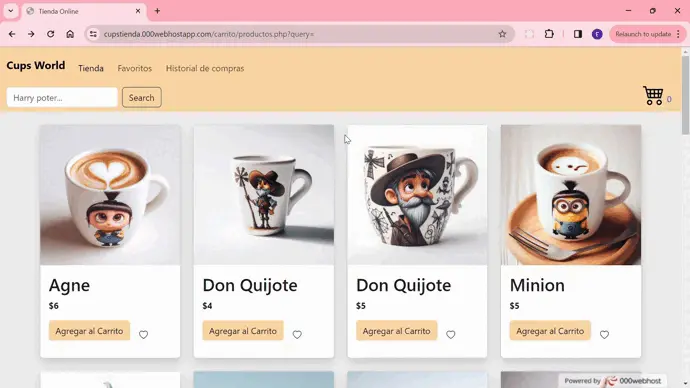 Tienda Online
cupstienda.000webhostapp.com/carrito/productos.php?query=
Relaunch to update
Cups World
Tienda
Favoritos
Historial de compras
Harry poter...
Search
0
Agne
$6
Agregar al Carrito
Don Quijote
$4
Agregar al Carrito
Don Quijote
$5
Agregar al Carrito
Minion
$5
Agregar al Carrito
Powered by 000webhost